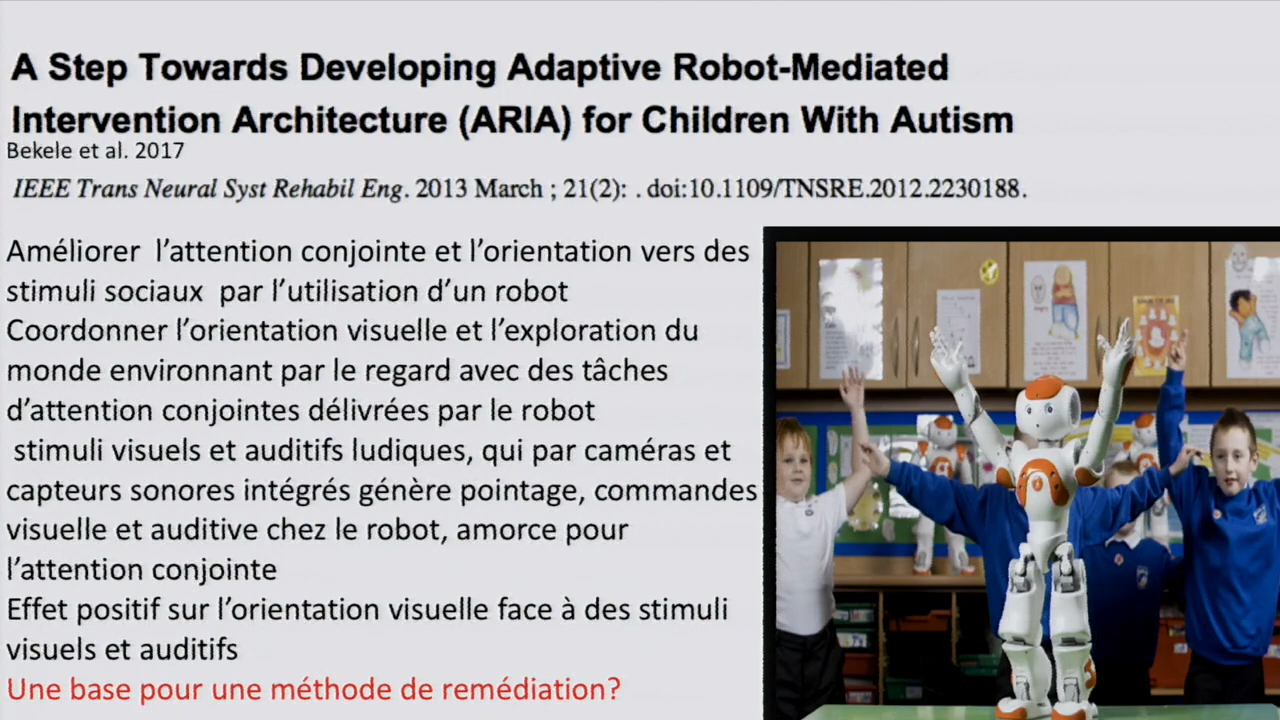 A Step Towards Developing Adaptive Robot-Mediated
Intervention Architecture (ARIA) for Children With Autism
Bekele et al. 2017
IEEE Trans Neural Syst Rehabil Eng. 2013 March ; 21(2): . doi:10.1109/TNSRE.2012.2230188.
Améliorer l’attention conjointe et l’orientation vers des
stimuli sociaux par l’utilisation d’un robot
Coordonner l’orientation visuelle et l’exploration du
monde environnant par le regard avec des tâches
d’attention conjointes délivrées par le robot
stimuli visuels et auditifs ludiques, qui par caméras et
capteurs sonores intégrés génère pointage, commandes
visuelle et auditive chez le robot, amorce pour
l’attention conjointe
Effet positif sur l’orientation visuelle face à des stimuli
visuels et auditifs
Une base pour une méthode de remédiation?